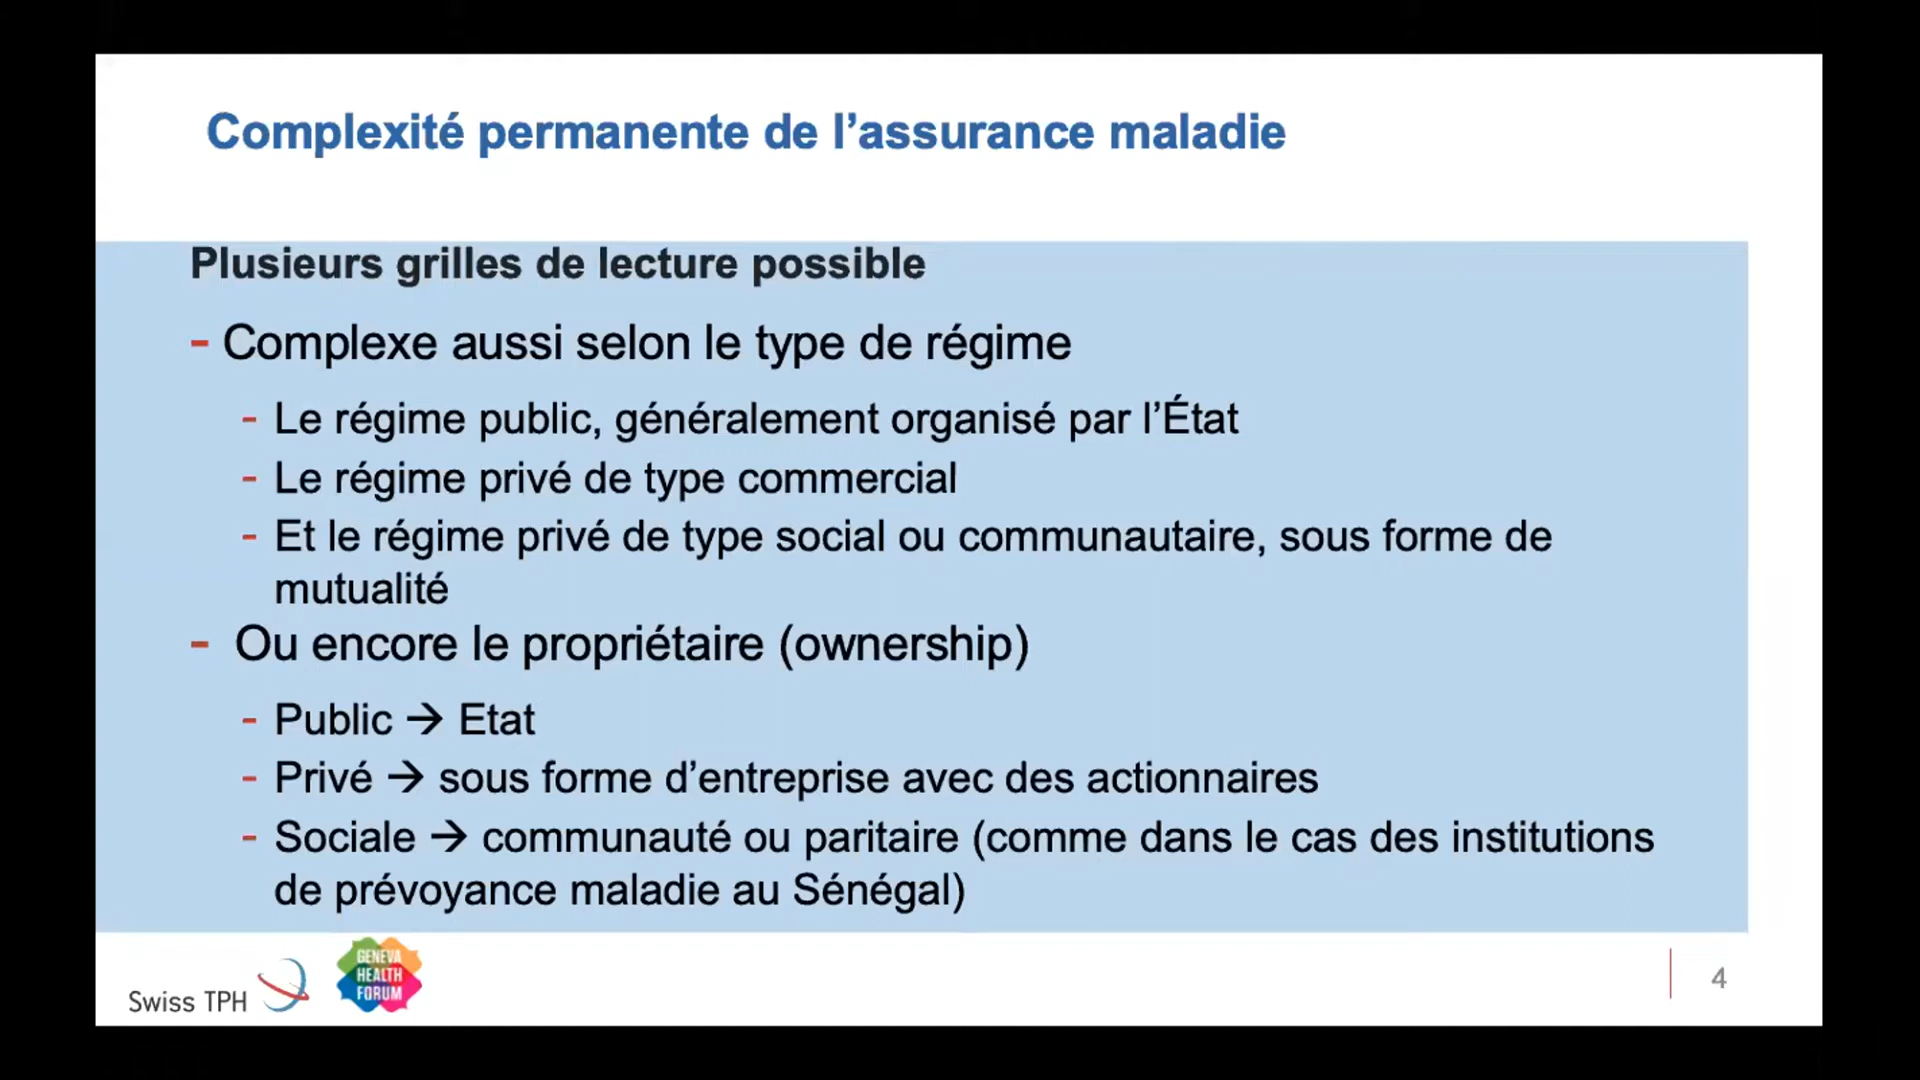 Complexité permanente de l’assurance maladie
Plusieurs grilles de lecture possible
- Complexe aussi selon le type de régime
- Le régime public, généralement organisé par l’État
- Le régime privé de type commercial
- Et le régime privé de type social ou communautaire, sous forme de
mutualité
- Ou encore le propriétaire (ownership)
- Public → Etat
- Privé → sous forme d’entreprise avec des actionnaires
- Sociale → communauté ou paritaire (comme dans le cas des institutions
de prévoyance maladie au Sénégal)
Swiss TPH
GENEVA
HEALTH
FORUM
4